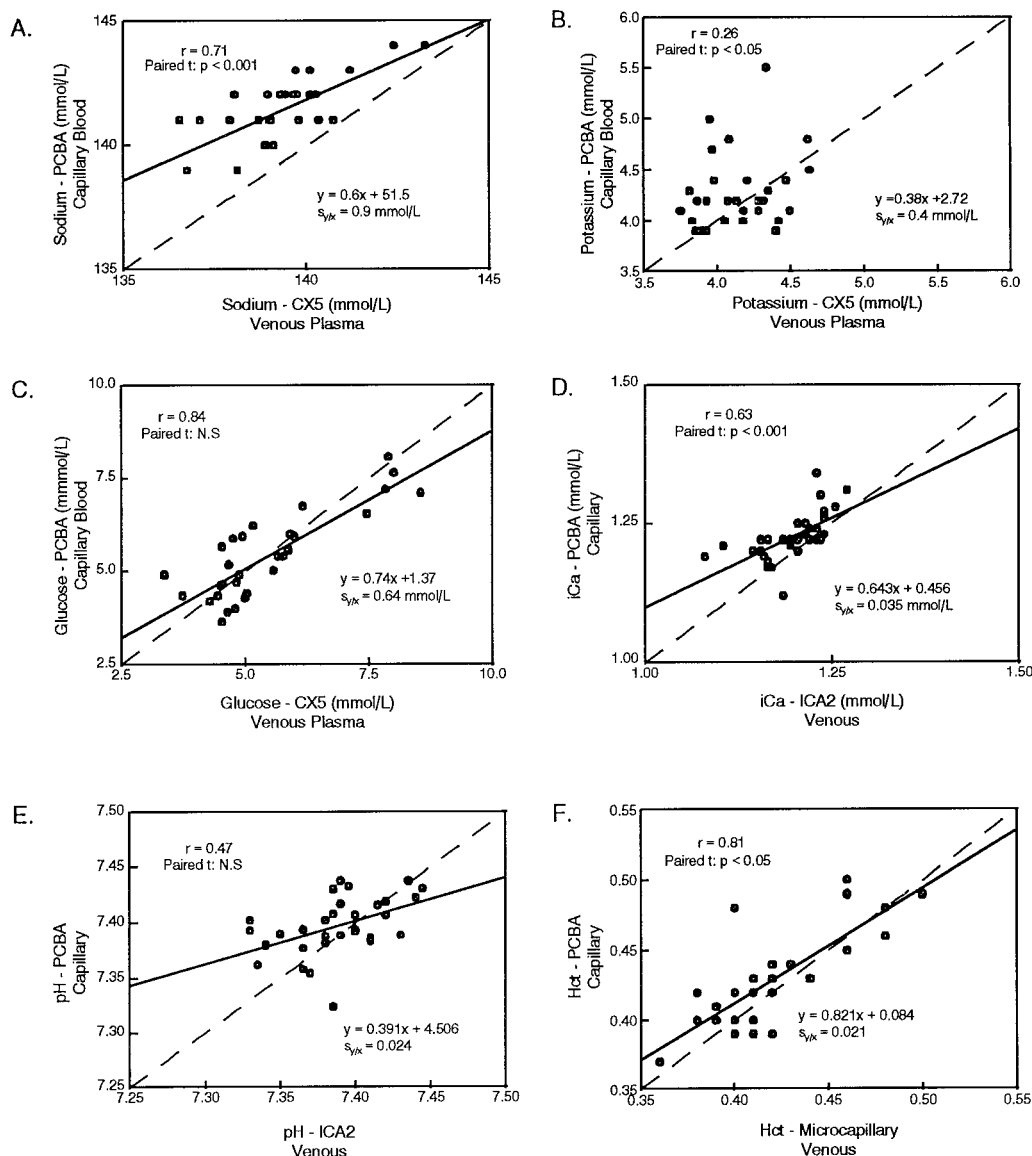 A.
145
r = 0.71
Paired t: p < 0.001
Sodium - PCBA (mmol/L)
Capillary Blood
140
y = 0.6x + 51.5
sy/x = 0.9 mmol/L
135
135
140
145
Sodium - CX5 (mmol/L)
Venous Plasma
B.
6.0
r = 0.26
Paired t: p < 0.05
5.5
Potassium - PCBA (mmol/L)
Capillary Blood
5.0
4.5
y =0.38x +2.72
sy/x = 0.4 mmol/L
4.0
3.5
3.5
4.0
4.5
5.0
5.5
6.0
Potassium - CX5 (mmol/L)
Venous Plasma
C.
10.0
r = 0.84
Paired t: N.S
Glucose - PCBA (mmmol/L)
Capillary Blood
7.5
5.0
y = 0.74x +1.37
sy/x = 0.64 mmol/L
2.5
2.5
5.0
7.5
10.0
Glucose - CX5 (mmol/L)
Venous Plasma
D.
1.50
r = 0.63
Paired t: p < 0.001
iCa - PCBA (mmol/L)
Capillary
1.25
y = 0.643x + 0.456
sy/x = 0.035 mmol/L
1.00
1.00
1.25
1.50
iCa - ICA2 (mmol/L)
Venous
E.
7.50
r = 0.47
Paired t: N.S
7.45
pH - PCBA
Capillary
7.40
7.35
y = 0.391x + 4.506
sy/x = 0.024
7.30
7.25
7.25
7.30
7.35
7.40
7.45
7.50
pH - ICA2
Venous
F.
0.55
r = 0.81
Paired t: p < 0.05
0.50
Hct - PCBA
Capillary
0.45
0.40
y = 0.821x + 0.084
sy/x = 0.021
0.35
0.35
0.40
0.45
0.50
0.55
Hct - Microcapillary
Venous